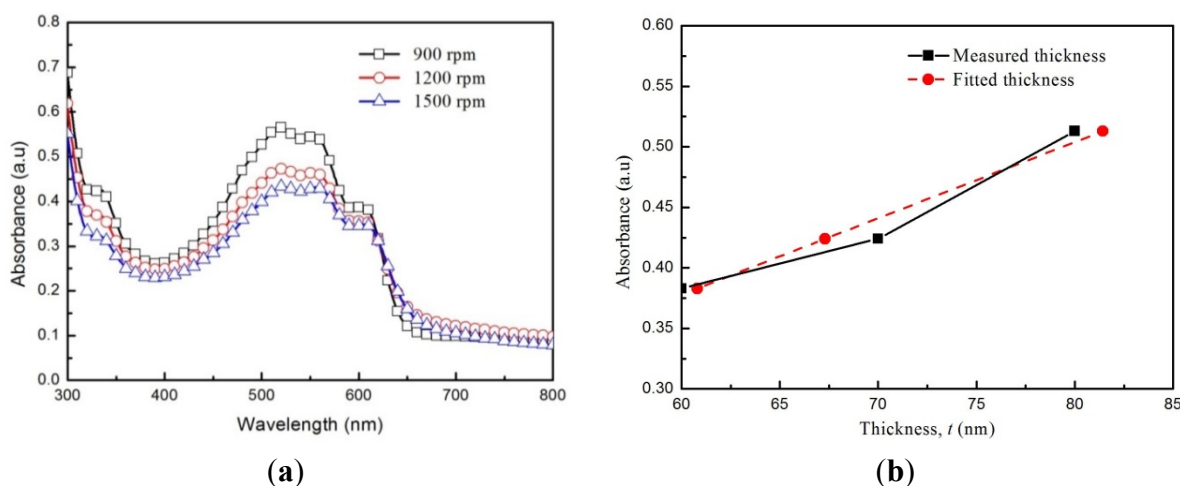 0.8
0.7
0.6
0.5
0.4
0.3
0.2
0.1
0.0
Absorbance (a.u)
300 400 500 600 700 800
Wavelength (nm)
900 rpm
1200 rpm
1500 rpm
(a)
0.60
0.55
0.50
0.45
0.40
0.35
0.30
Absorbance (a.u)
60 65 70 75 80 85
Thickness, t (nm)
Measured thickness
Fitted thickness
(b)